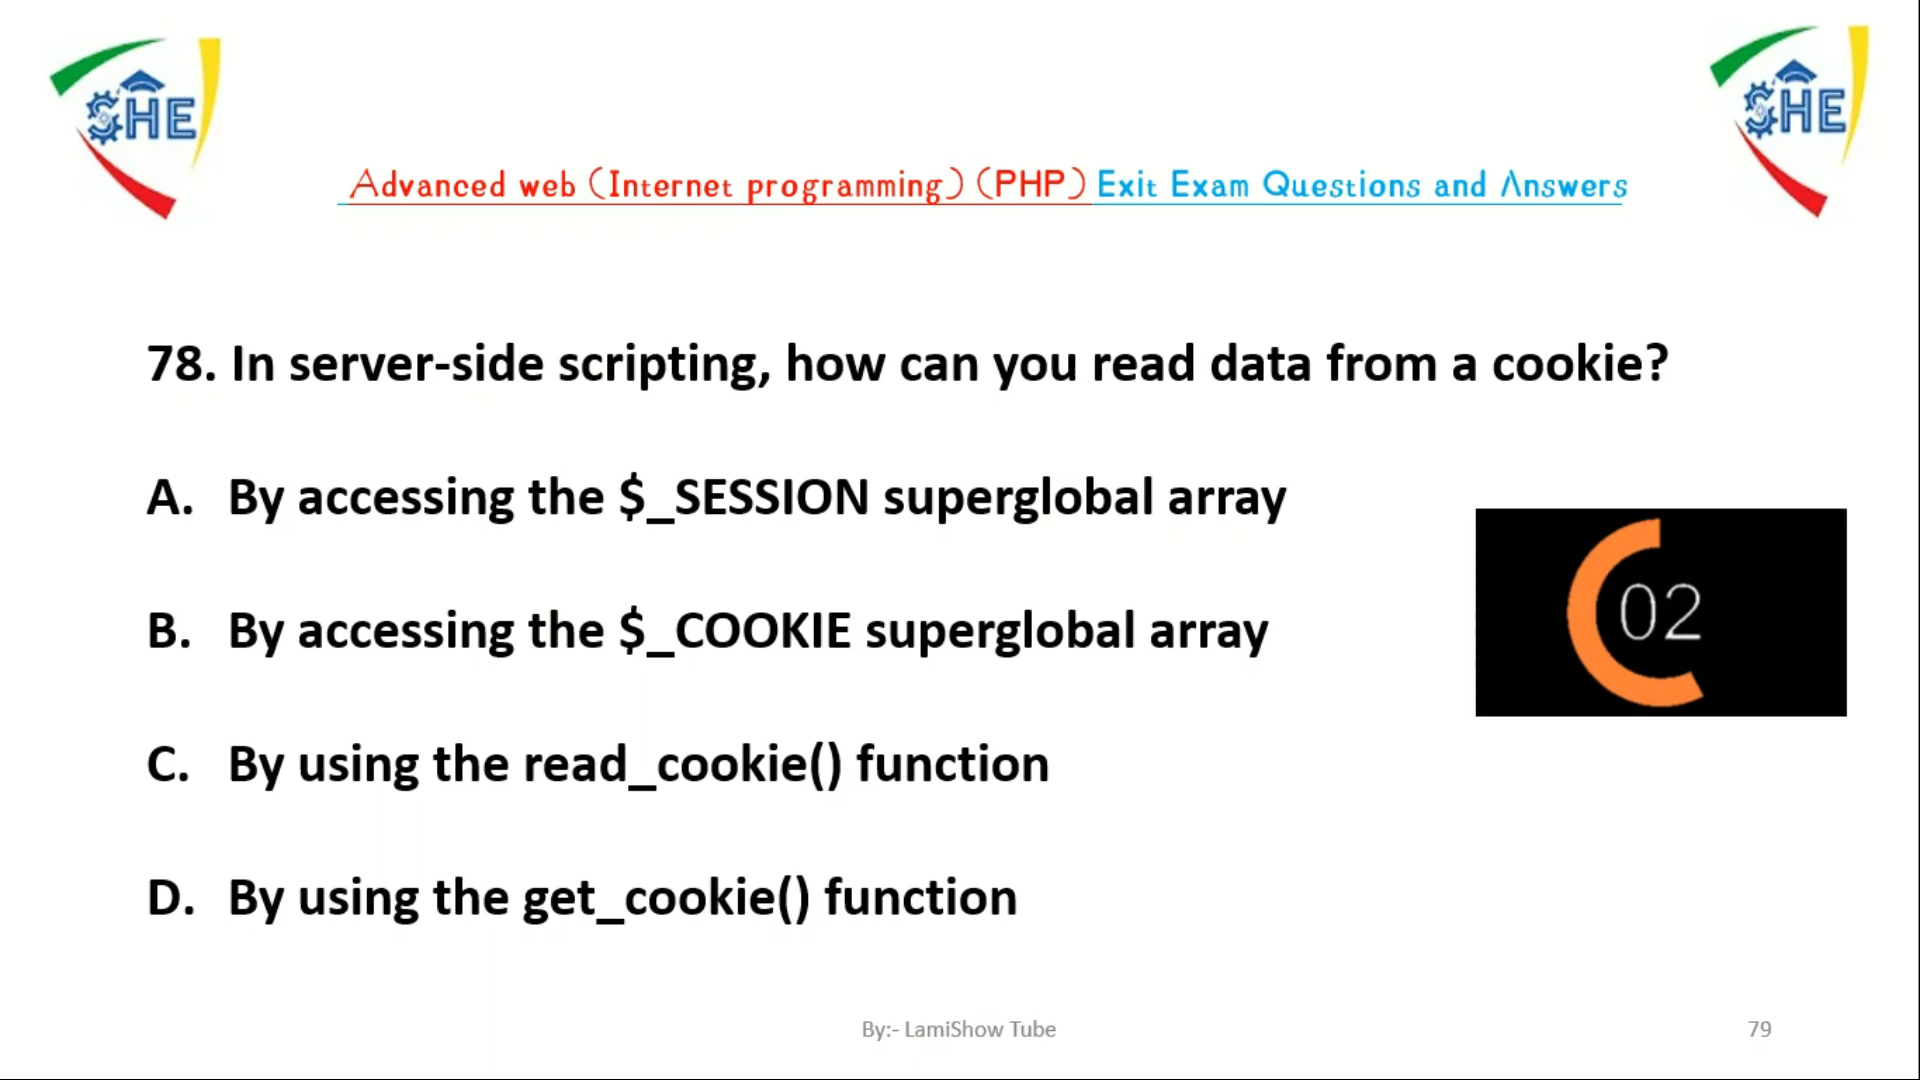 SHE
SHE
Advanced web (Internet programming) (PHP) Exit Exam Questions and Answers
78. In server-side scripting, how can you read data from a cookie?
A. By accessing the $_SESSION superglobal array
B. By accessing the $_COOKIE superglobal array
02
C. By using the read_cookie() function
D. By using the get_cookie() function
By:- LamiShow Tube
79